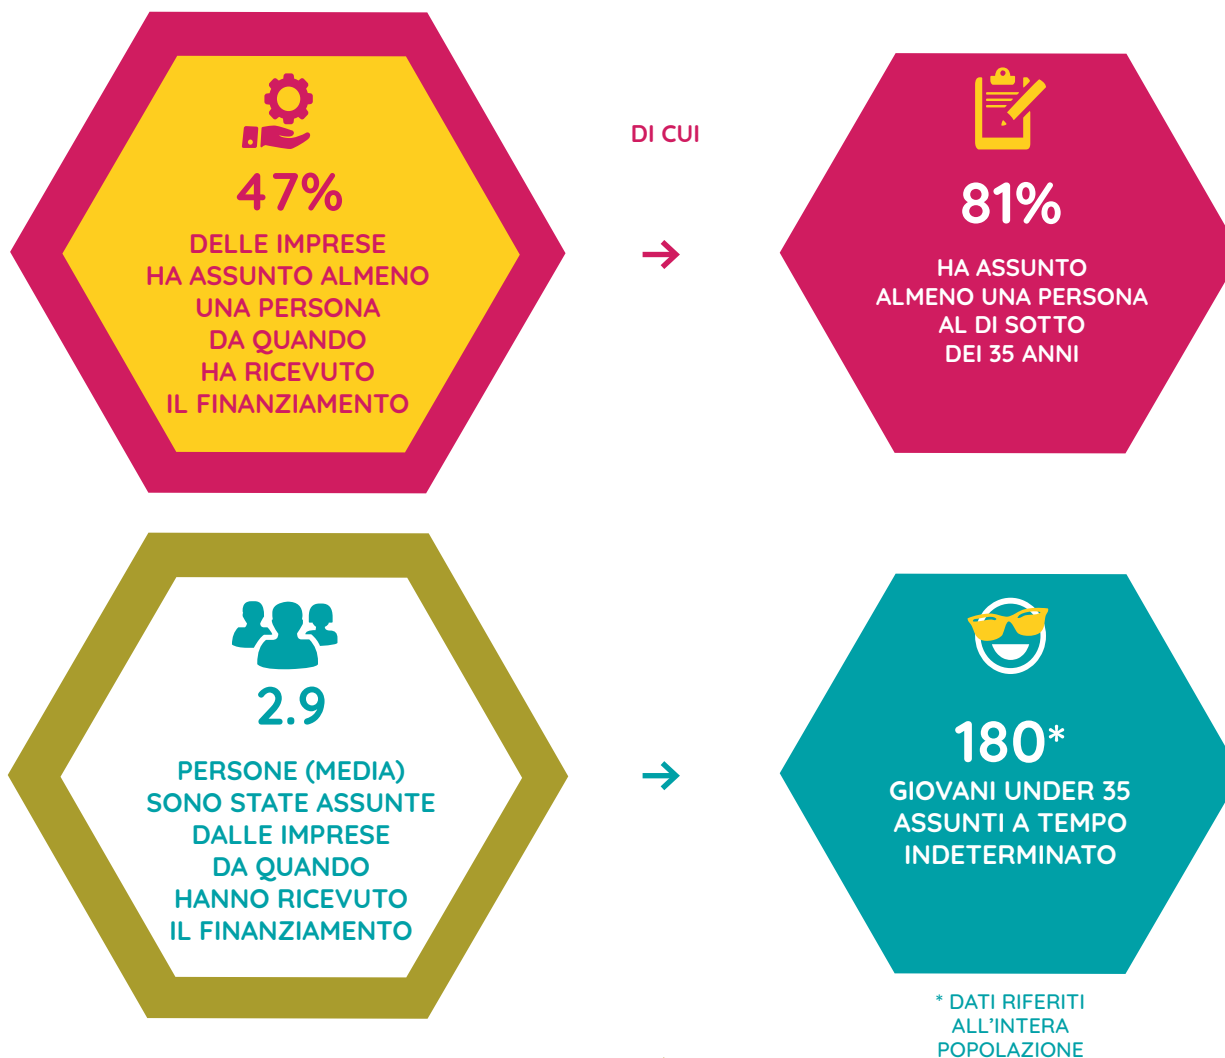 47%
DELLE IMPRESE
HA ASSUNTO ALMENO
UNA PERSONA
DA QUANDO
HA RICEVUTO
IL FINANZIAMENTO
DI CUI
81%
HA ASSUNTO
ALMENO UNA PERSONA
AL DI SOTTO
DEI 35 ANNI
2.9
PERSONE (MEDIA)
SONO STATE ASSUNTE
DALLE IMPRESE
DA QUANDO
HANNO RICEVUTO
IL FINANZIAMENTO
180*
GIOVANI UNDER 35
ASSUNTI A TEMPO
INDETERMINATO
* DATI RIFERITI
ALL'INTERA
POPOLAZIONE